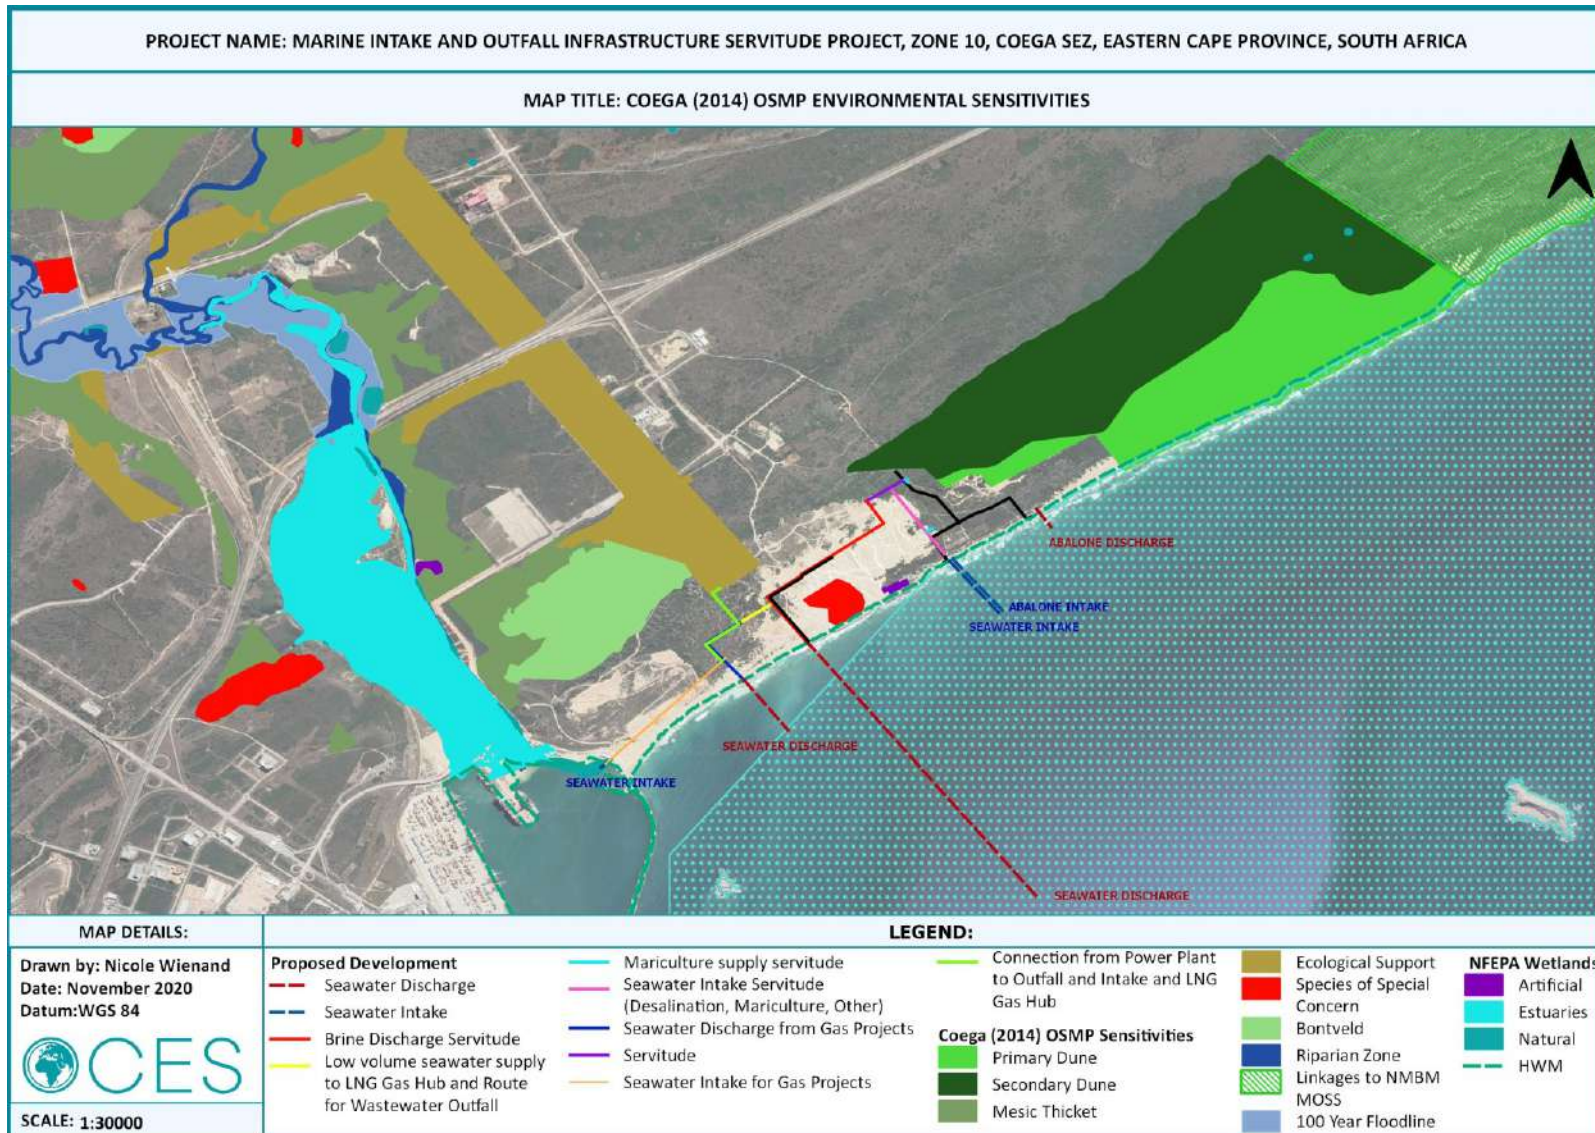 PROJECT NAME: MARINE INTAKE AND OUTFALL INFRASTRUCTURE SERVITUDE PROJECT, ZONE 10, COEGA SEZ, EASTERN CAPE PROVINCE, SOUTH AFRICA
MAP TITLE: COEGA (2014) OSMP ENVIRONMENTAL SENSITIVITIES
ABALONE DISCHARGE
ABALONE INTAKE
SEAWATER INTAKE
SEAWATER DISCHARGE
SEAWATER INTAKE
SEAWATER DISCHARGE
MAP DETAILS:
Drawn by: Nicole Wienand
Date: November 2020
Datum:WGS 84
CES
SCALE: 1:30000
LEGEND:
Proposed Development
Seawater Discharge
Seawater Intake
Brine Discharge Servitude
Low volume seawater supply
to LNG Gas Hub and Route
for Wastewater Outfall
Mariculture supply servitude
Seawater Intake Servitude
(Desalination, Mariculture, Other)
Seawater Discharge from Gas Projects
Servitude
Seawater Intake for Gas Projects
Connection from Power Plant
to Outfall and Intake and LNG
Gas Hub
Coega (2014) OSMP Sensitivities
Primary Dune
Secondary Dune
Mesic Thicket
Ecological Support
Species of Special
Concern
Bontveld
Riparian Zone
Linkages to NMBM
MOSS
100 Year Floodline
NFEPA Wetlands
Artificial
Estuaries
Natural
HWM